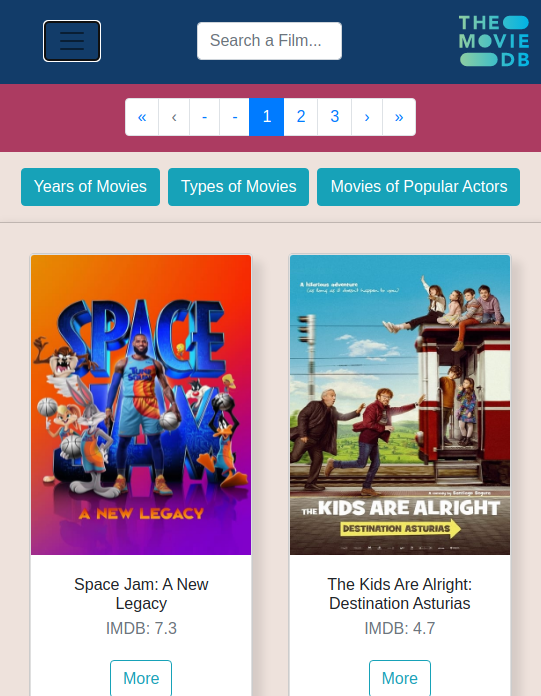 Search a Film...
THE
MOVIE
DB
« ‹ - - 1 2 3 › »
Years of Movies
Types of Movies
Movies of Popular Actors
SPACE
JAM
A NEW LEGACY
Space Jam: A New
Legacy
IMDB: 7.3
More
A hilarious adventure
THE KIDS ARE ALRIGHT
DESTINATION ASTURIAS
The Kids Are Alright:
Destination Asturias
IMDB: 4.7
More